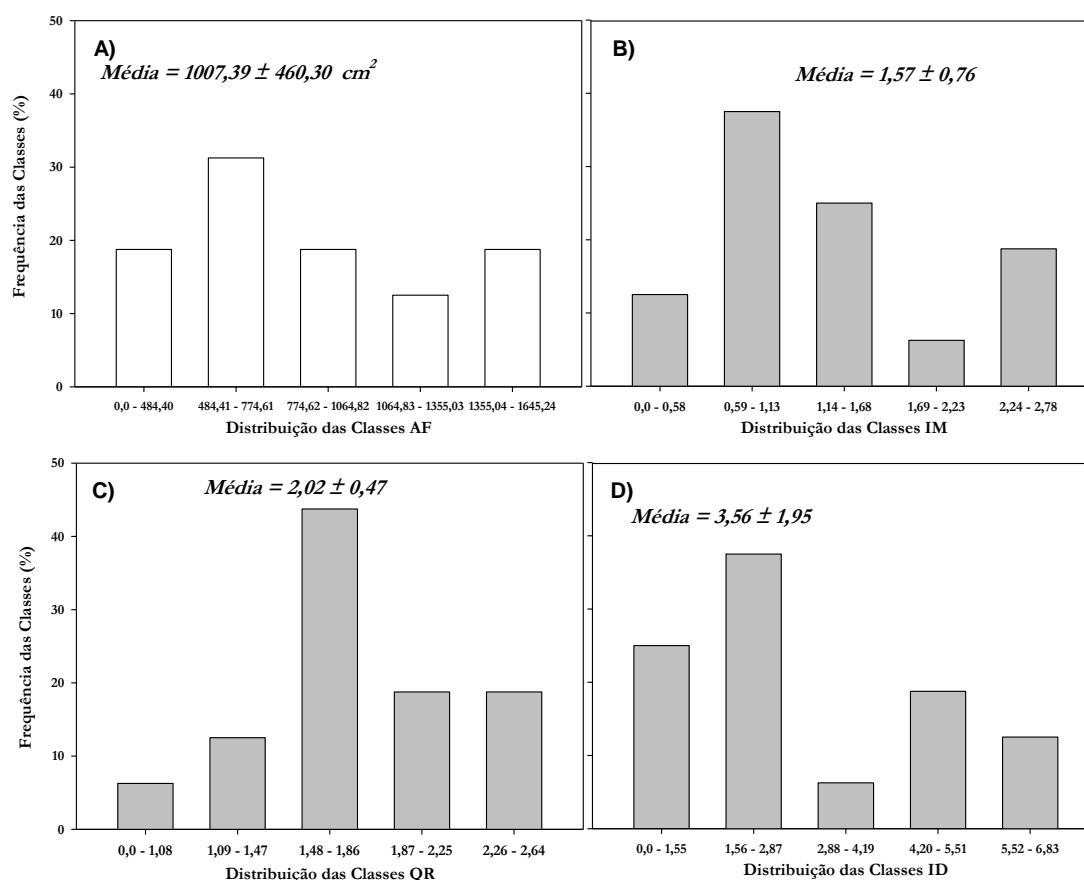 A)
Média = 1007,39 ± 460,30 cm²
Frequência das Classes (%)
50
40
30
20
10
0
0,0 - 484,40 484,41 - 774,61 774,62 - 1064,82 1064,83 - 1355,03 1355,04 - 1645,24
Distribuição das Classes AF
B)
Média = 1,57 ± 0,76
0,0 - 0,58 0,59 - 1,13 1,14 - 1,68 1,69 - 2,23 2,24 - 2,78
Distribuição das Classes IM
C)
Média = 2,02 ± 0,47
Frequência das Classes (%)
50
40
30
20
10
0
0,0 - 1,08 1,09 - 1,47 1,48 - 1,86 1,87 - 2,25 2,26 - 2,64
Distribuição das Classes QR
D)
Média = 3,56 ± 1,95
0,0 - 1,55 1,56 - 2,87 2,88 - 4,19 4,20 - 5,51 5,52 - 6,83
Distribuição das Classes ID